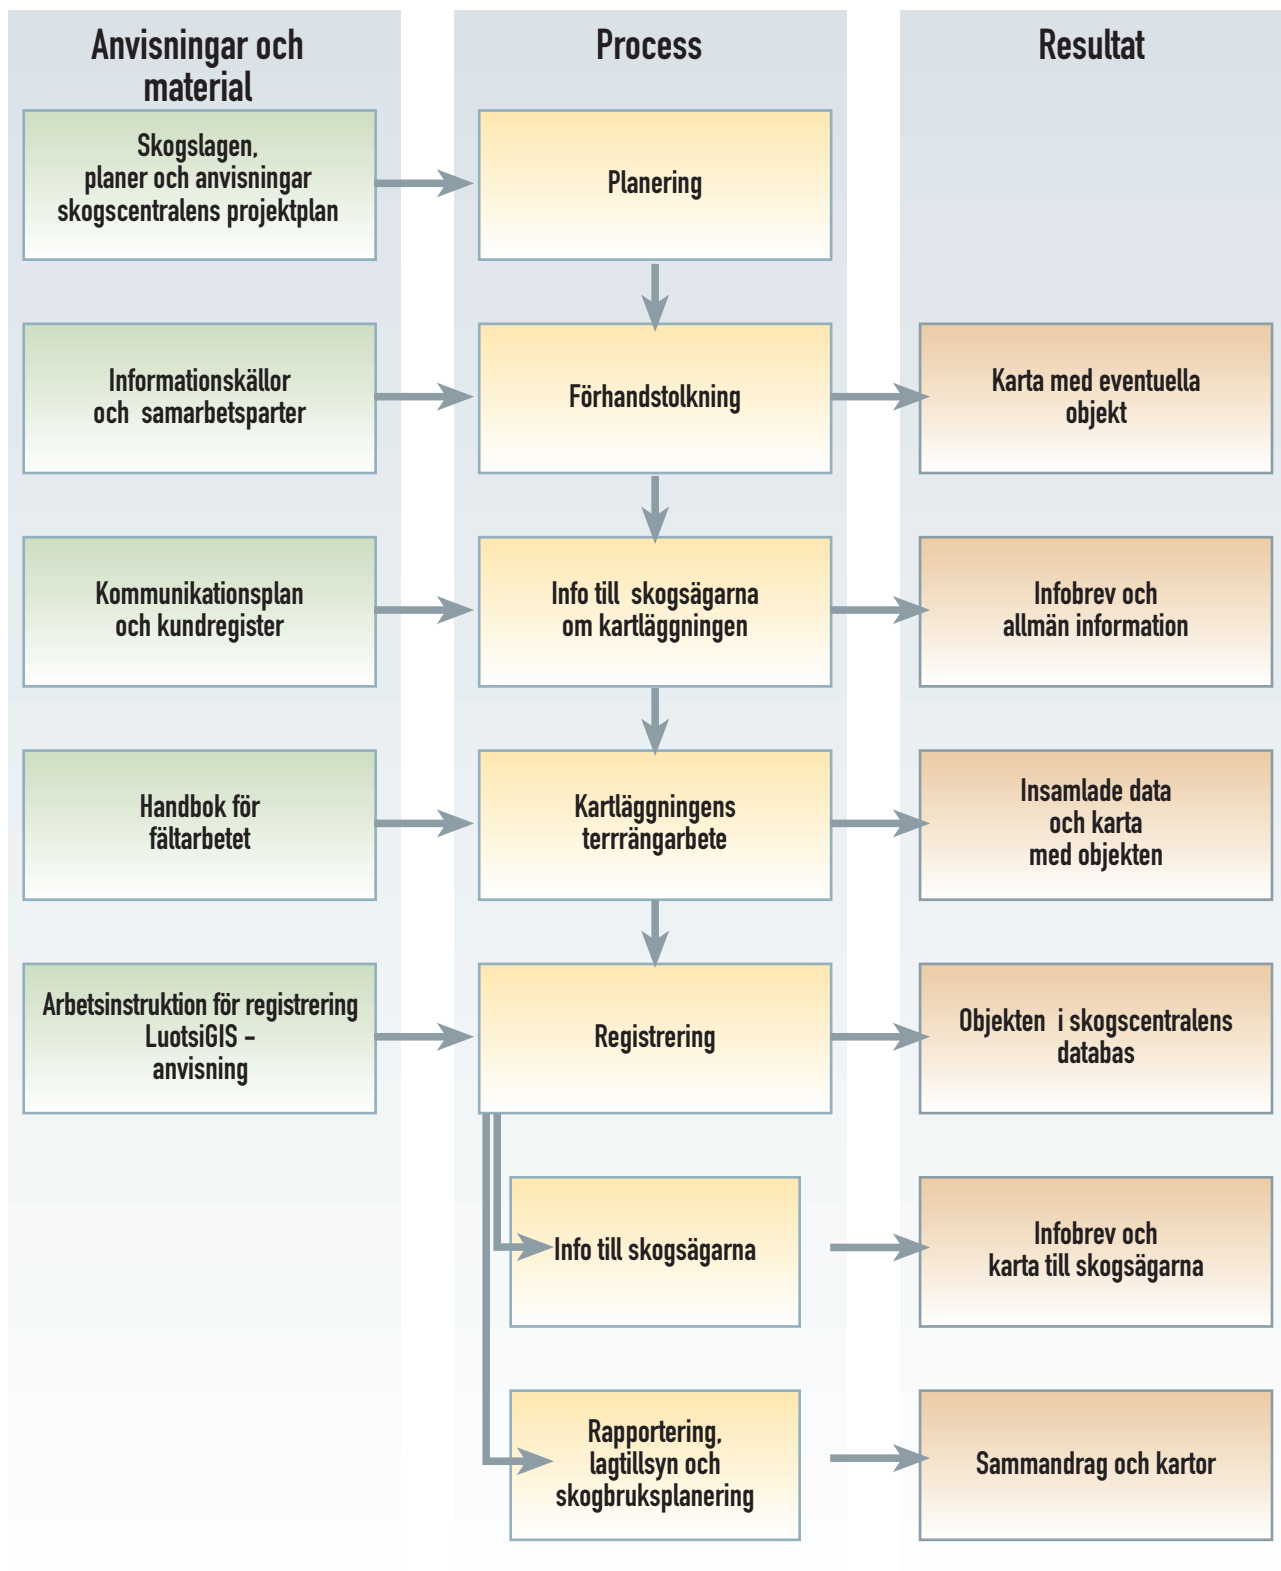 Anvisningar och
material
Process
Resultat
Skogslagen,
planer och anvisningar
skogscentralens projektplan
Planering
Informationskällor
och samarbetsparter
Förhandstolkning
Karta med eventuella
objekt
Kommunikationsplan
och kundregister
Info till skogsägarna
om kartläggningen
Infobrev och
allmän information
Handbok för
fältarbetet
Kartläggningens
terrrängarbete
Insamlade data
och karta
med objekten
Arbetsinstruktion för registrering
LuotsiGIS –
anvisning
Registrering
Objekten i skogscentralens
databas
Info till skogsägarna
Infobrev och
karta till skogsägarna
Rapportering,
lagtillsyn och
skogbruksplanering
Sammandrag och kartor